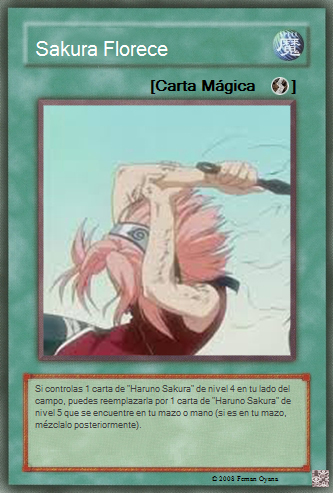 Sakura Florece
魔
[Carta Mágica ]
Si controlas 1 carta de "Haruno Sakura" de nivel 4 en tu lado del
campo, puedes reemplazarla por 1 carta de "Haruno Sakura" de
nivel 5 que se encuentre en tu mazo o mano (si es en tu mazo,
mézclalo posteriormente).
© 2008 Fernan Oyana